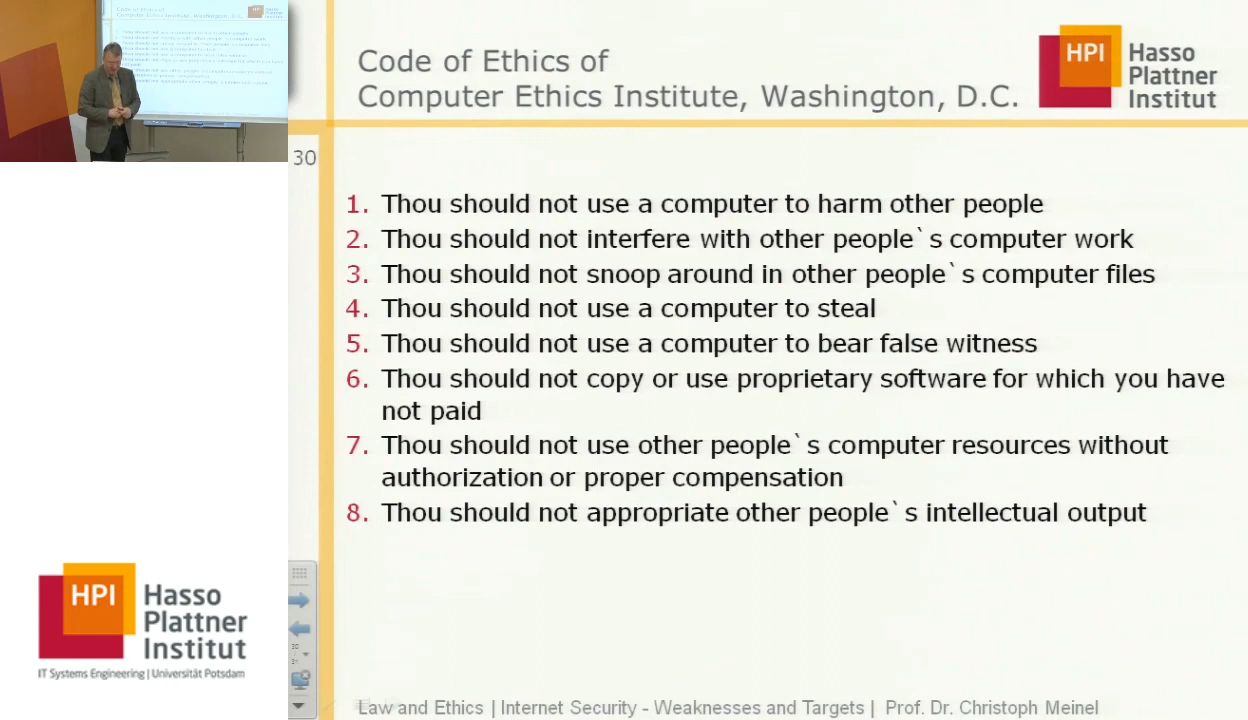 Code of Ethics of
Computer Ethics Institute, Washington, D.C.
HPI Hasso
Plattner
Institut
30
1. Thou should not use a computer to harm other people
2. Thou should not interfere with other people`s computer work
3. Thou should not snoop around in other people`s computer files
4. Thou should not use a computer to steal
5. Thou should not use a computer to bear false witness
6. Thou should not copy or use proprietary software for which you have
not paid
7. Thou should not use other people`s computer resources without
authorization or proper compensation
8. Thou should not appropriate other people`s intellectual output
HPI Hasso
Plattner
Institut
IT Systems Engineering | Universität Potsdam
Law and Ethics | Internet Security - Weaknesses and Targets | Prof. Dr. Christoph Meinel